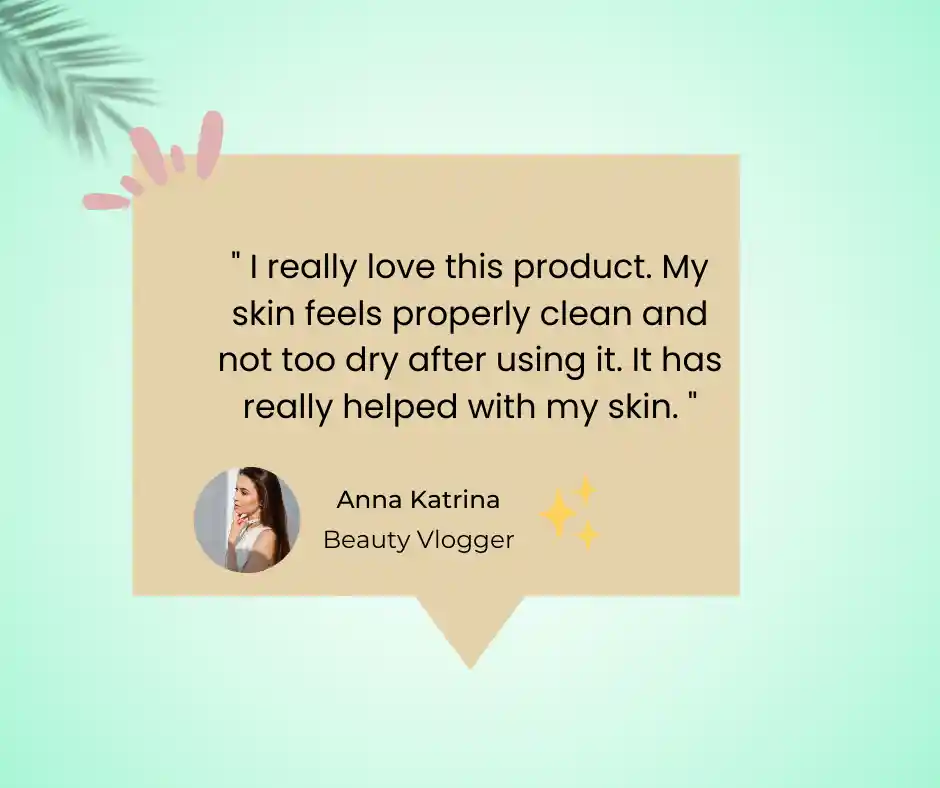 " I really love this product. My
skin feels properly clean and
not too dry after using it. It has
really helped with my skin. "
Anna Katrina
Beauty Vlogger